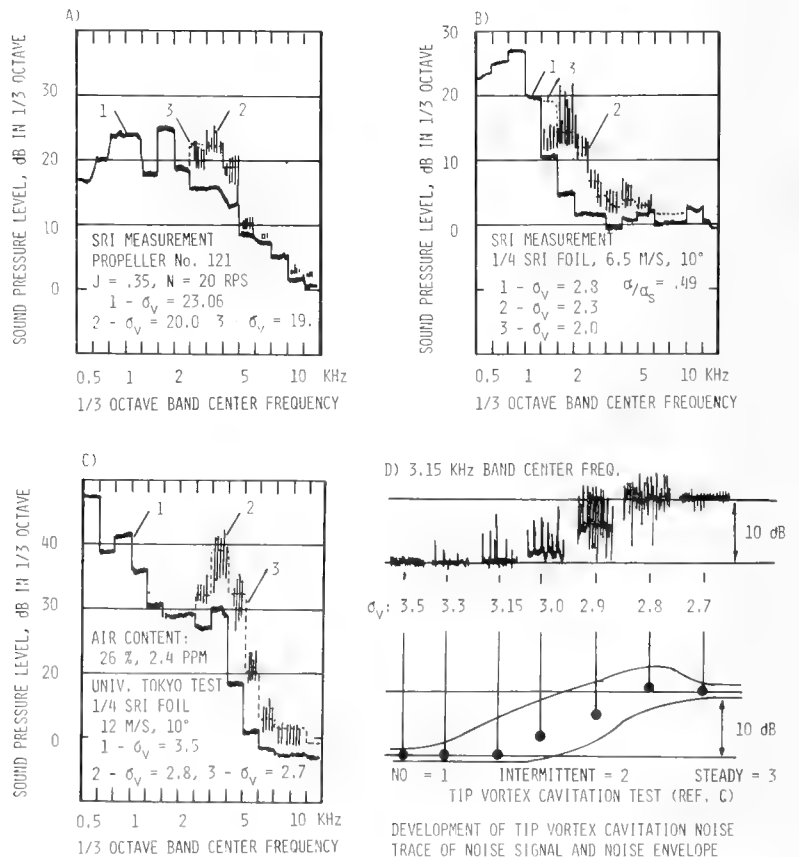 A)
SOUND PRESSURE LEVEL, dB IN 1/3 OCTAVE
30
20
10
0
1
3
2
SRI MEASUREMENT
PROPELLER No. 121
J = .35, N = 20 RPS
1 - σV = 23.06
2 - σV = 20.0 3 - σV = 19.
0.5 1 2 5 10 KHz
1/3 OCTAVE BAND CENTER FREQUENCY
B)
SOUND PRESSURE LEVEL, dB IN 1/3 OCTAVE
30
20
10
0
1
3
2
SRI MEASUREMENT
1/4 SRI FOIL, 6.5 M/S, 10°
1 - σV = 2.8 α/αS = .49
2 - σV = 2.3
3 - σV = 2.0
0.5 1 2 5 10 KHz
1/3 OCTAVE BAND CENTER FREQUENCY
C)
SOUND PRESSURE LEVEL, dB IN 1/3 OCTAVE
40
30
20
0
1
2
3
AIR CONTENT:
26 %, 2.4 PPM
UNIV. TOKYO TEST
1/4 SRI FOIL
12 M/S, 10°
1 - σV = 3.5
2 - σV = 2.8, 3 - σV = 2.7
0.5 1 2 5 10 KHz
1/3 OCTAVE BAND CENTER FREQUENCY
D) 3.15 KHz BAND CENTER FREQ.
10 dB
σV: 3.5 3.3 3.15 3.0 2.9 2.8 2.7
10 dB
NO = 1 INTERMITTENT = 2 STEADY = 3
TIP VORTEX CAVITATION TEST (REF. C)
DEVELOPMENT OF TIP VORTEX CAVITATION NOISE
TRACE OF NOISE SIGNAL AND NOISE ENVELOPE